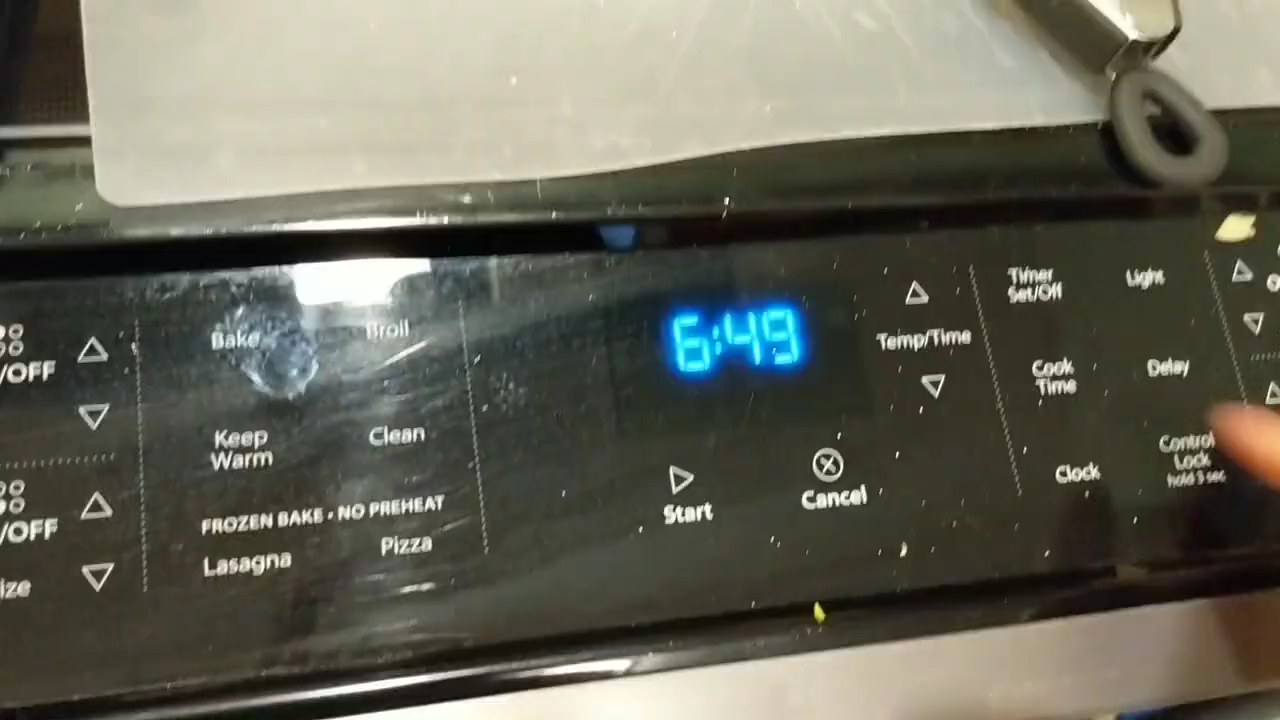 /OFF
/OFF
ize
Bake
Broil
Keep
Warm
Clean
FROZEN BAKE • NO PREHEAT
Lasagna
Pizza
6:49
Start
Cancel
Temp/Time
Timer
Set/Off
Light
Cook
Time
Delay
Clock
Control
Lock
hold 3 sec